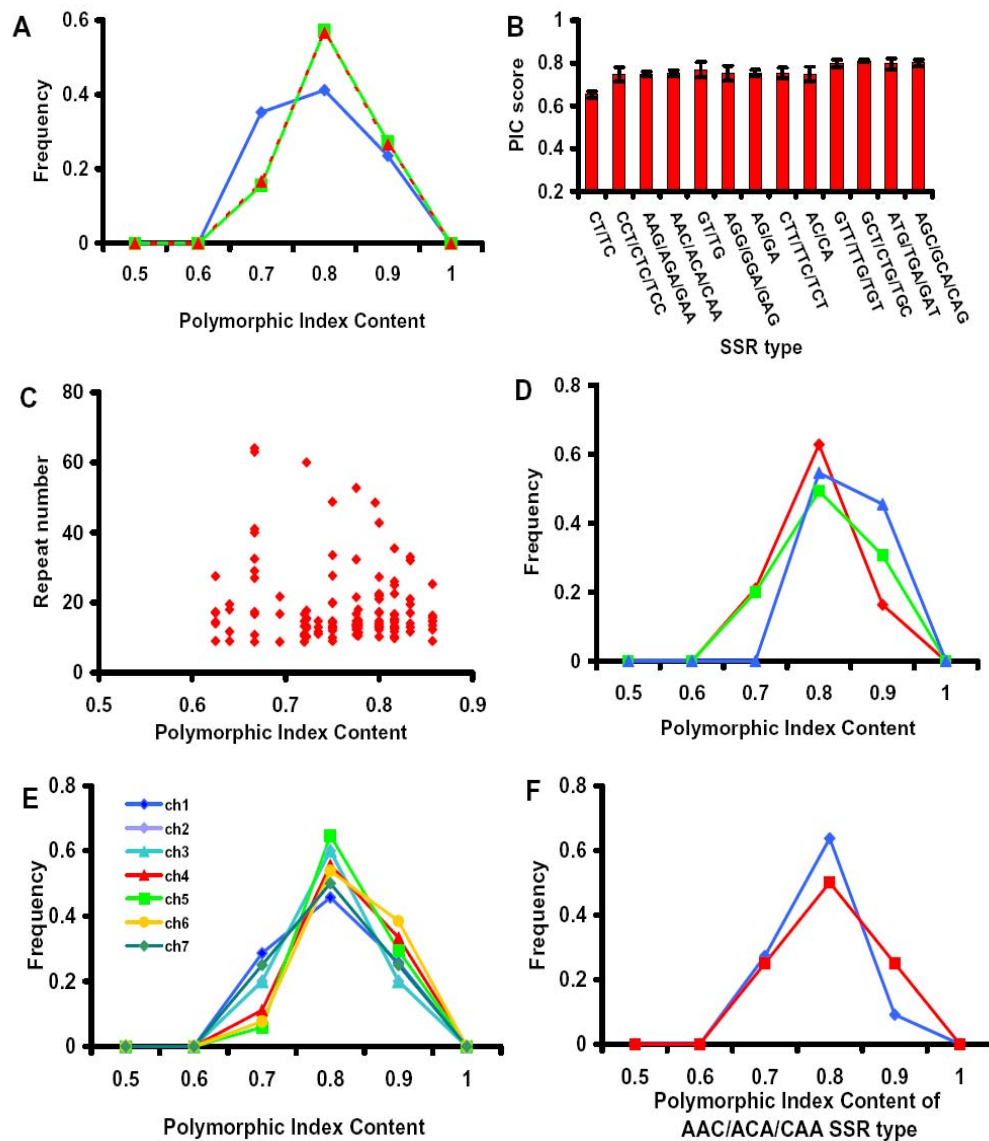 A
Frequency
0.6
0.4
0.2
0
0.5 0.6 0.7 0.8 0.9 1
Polymorphic Index Content
B
PIC score
1
0.8
0.6
0.4
0.2
CT/TC
CCT/CTC/TCC
AAG/AGA/GAA
AAC/ACA/CAA
GT/TG
AGG/GGA/GAG
AG/GA
CTT/TTC/TCT
AC/CA
GTT/TTG/TGT
GCT/CTG/TGC
ATG/TGA/GAT
AGC/GCA/CAG
SSR type
C
Repeat number
80
60
40
20
0
0.5 0.6 0.7 0.8 0.9
Polymorphic Index Content
D
Frequency
0.8
0.6
0.4
0.2
0
0.5 0.6 0.7 0.8 0.9 1
Polymorphic Index Content
E
Frequency
0.8
0.6
0.4
0.2
0
ch1
ch2
ch3
ch4
ch5
ch6
ch7
0.5 0.6 0.7 0.8 0.9 1
Polymorphic Index Content
F
Frequency
0.8
0.6
0.4
0.2
0
0.5 0.6 0.7 0.8 0.9 1
Polymorphic Index Content of
AAC/ACA/CAA SSR type